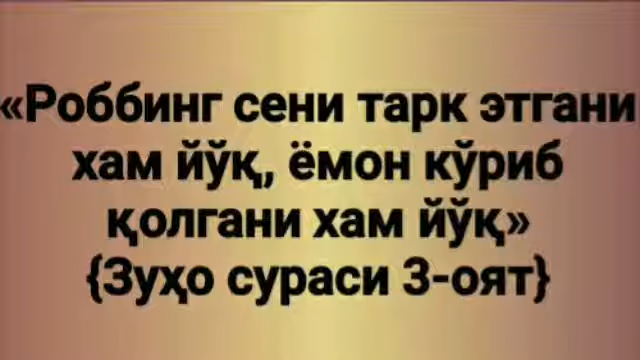 «Роббинг сени тарк этгани
хам йўқ, ёмон кўриб
қолгани хам йўқ»
{Зуҳо сураси 3-оят}